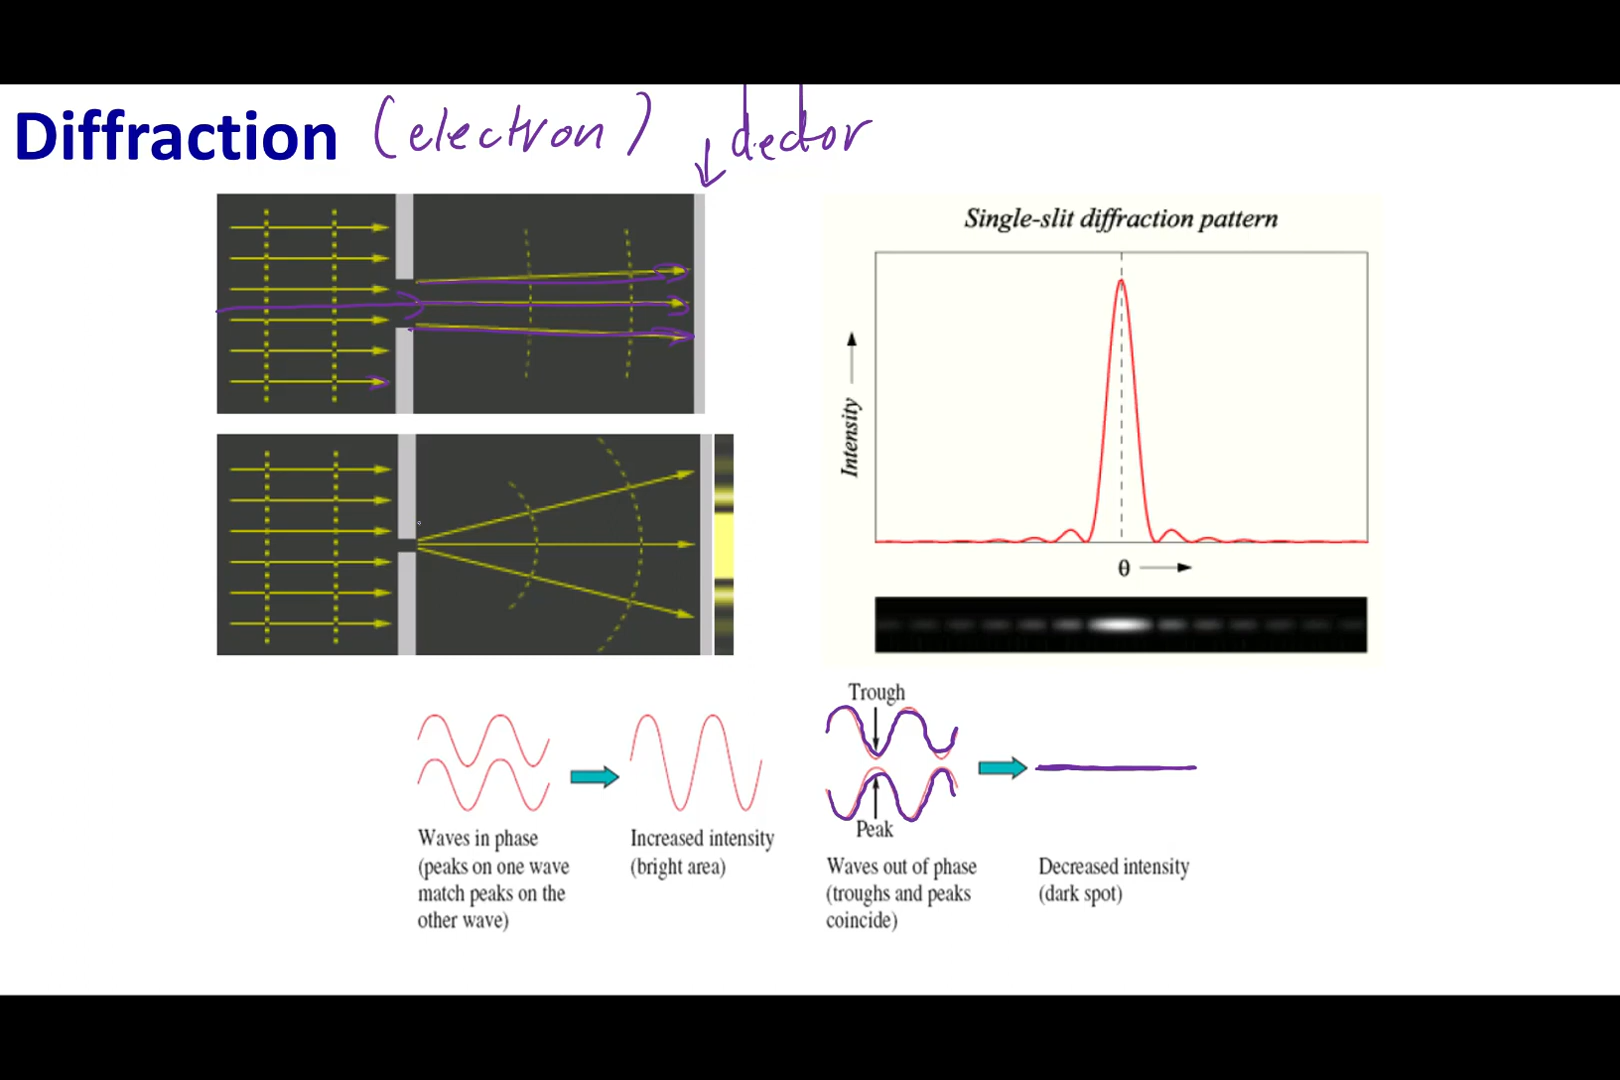 Diffraction (electron) dector
Single-slit diffraction pattern
Intensity
θ
Trough
Peak
Waves in phase
(peaks on one wave
match peaks on the
other wave)
Increased intensity
(bright area)
Waves out of phase
(troughs and peaks
coincide)
Decreased intensity
(dark spot)